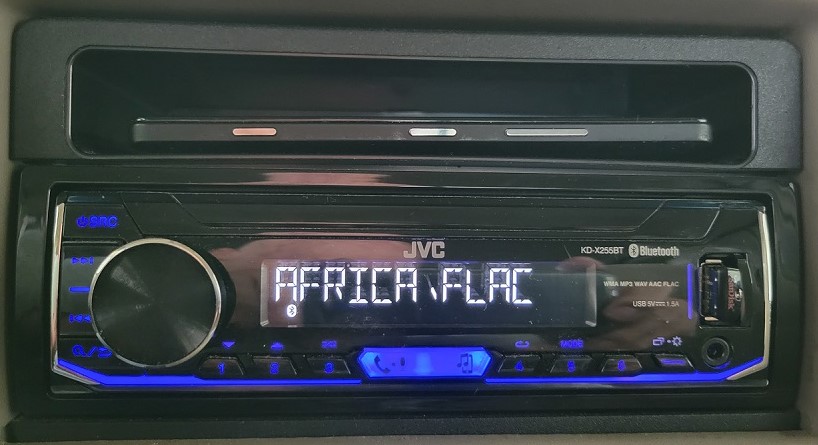 SRC
JVC
KD-X255BT Bluetooth
AFRICA.FLAC
WMA MP3 WAV AAC FLAC
USB 5V 1.5A
MODE
1 2 3 4 5 6
SanDisk